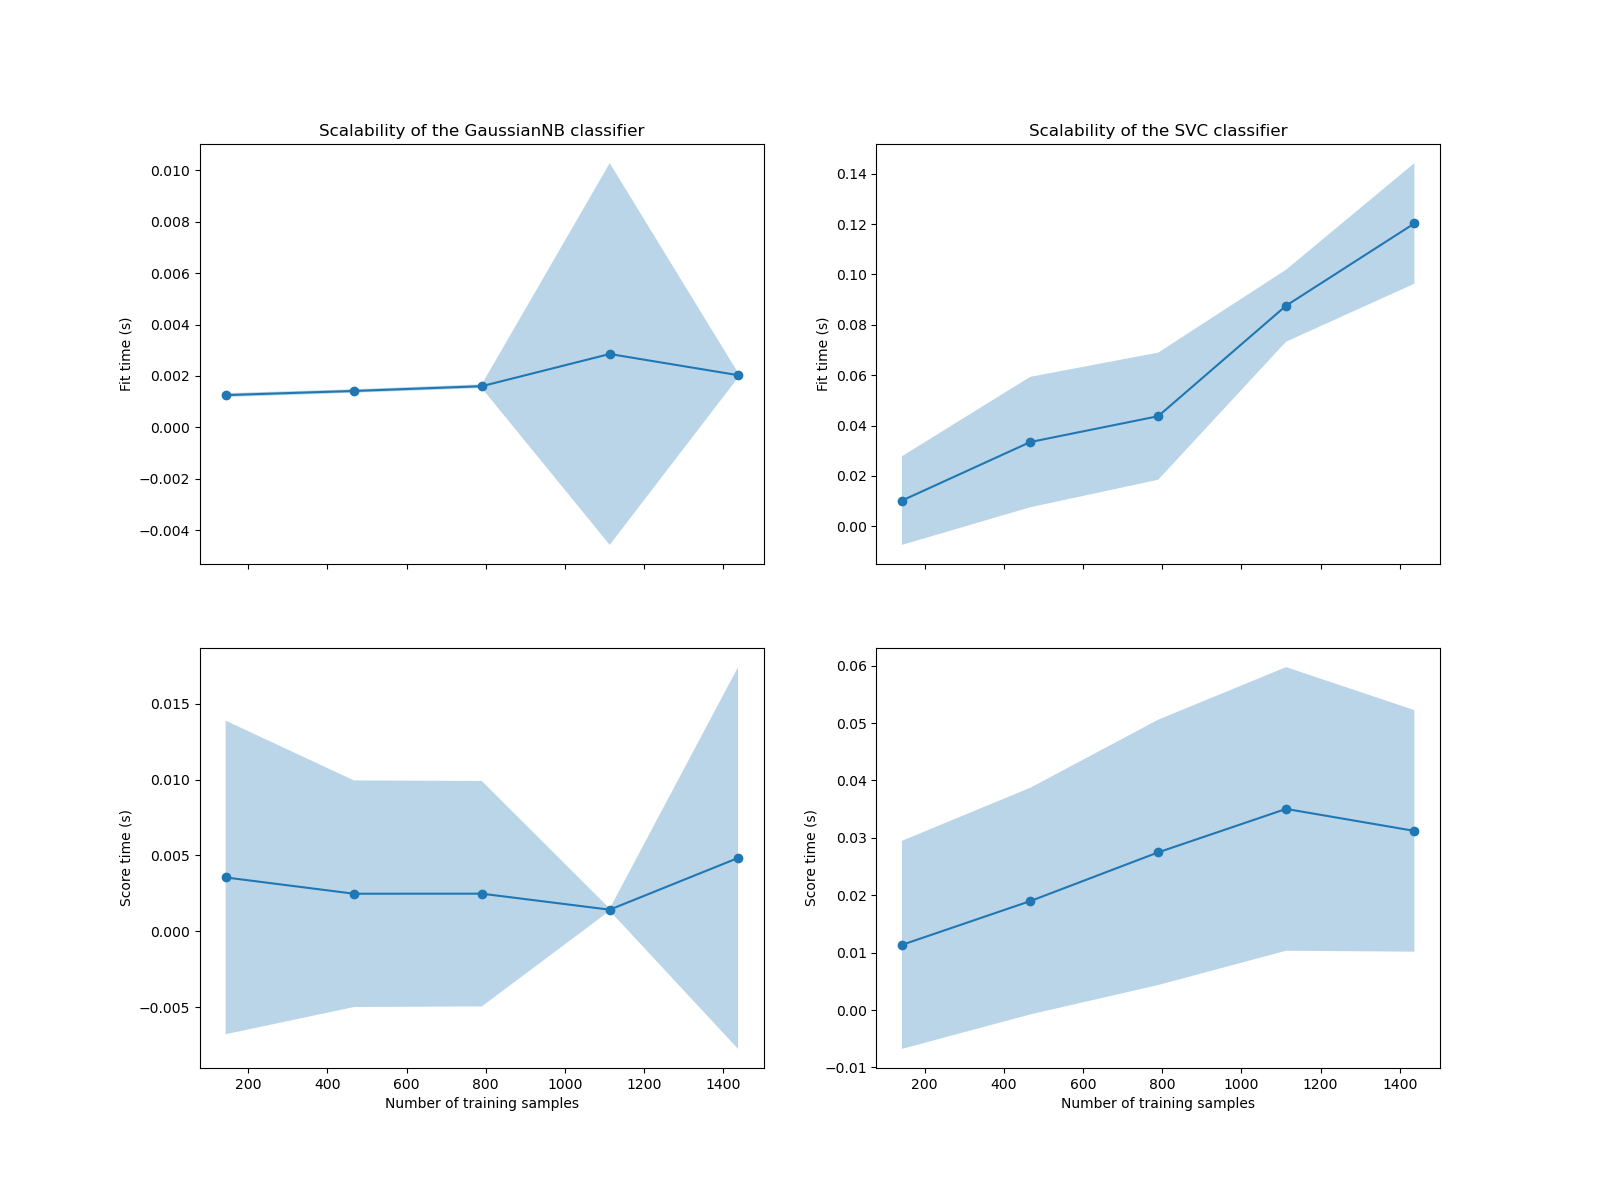 Scalability of the GaussianNB classifier
0.010
0.008
0.006
0.004
0.002
0.000
−0.002
−0.004
Fit time (s)
Scalability of the SVC classifier
0.14
0.12
0.10
0.08
0.06
0.04
0.02
0.00
Fit time (s)
0.015
0.010
0.005
0.000
−0.005
Score time (s)
200 400 600 800 1000 1200 1400
Number of training samples
0.06
0.05
0.04
0.03
0.02
0.01
0.00
−0.01
Score time (s)
200 400 600 800 1000 1200 1400
Number of training samples